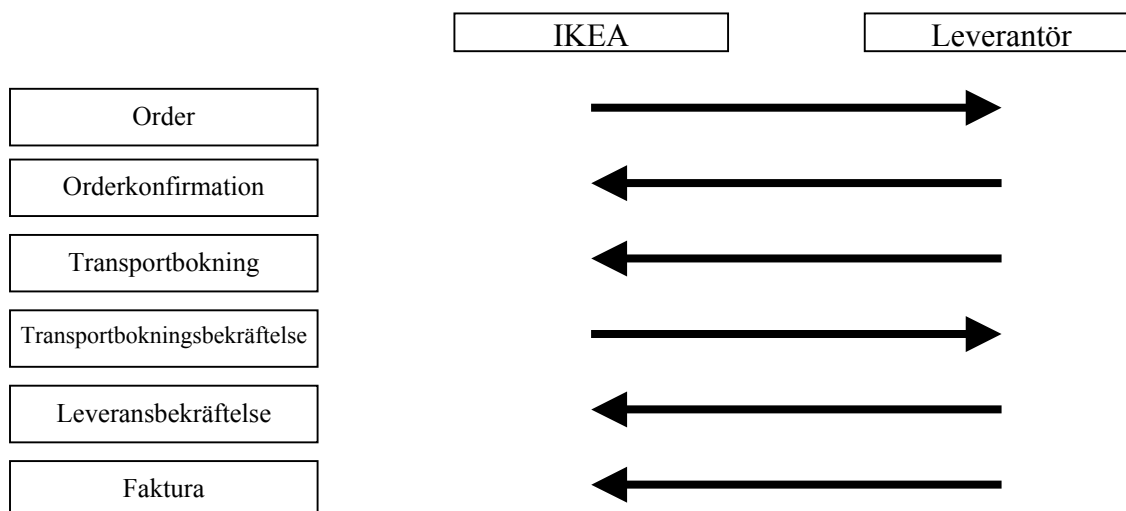 IKEA
Leverantör
Order
Orderkonfirmation
Transportbokning
Transportbokningsbekräftelse
Leveransbekräftelse
Faktura